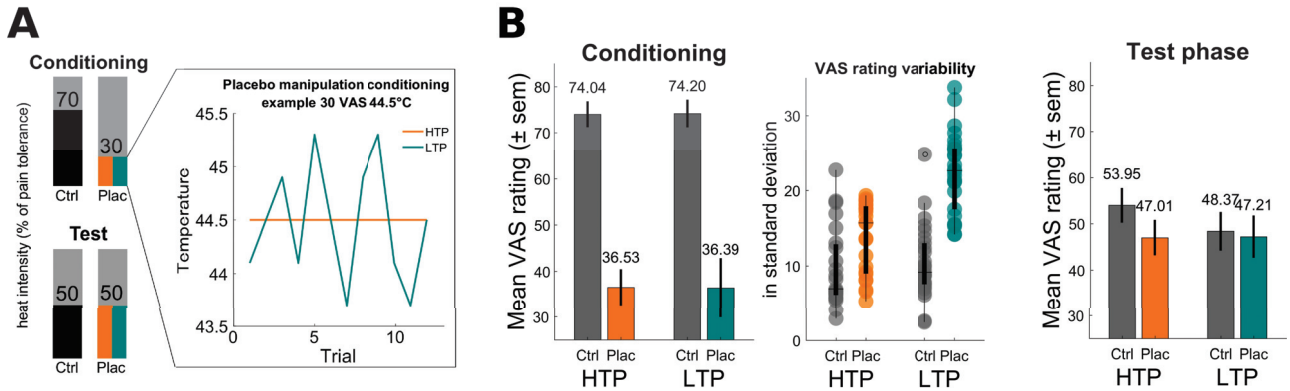 A
Conditioning
heat intensity (% of pain tolerance)
70
30
Ctrl Plac
Test
50 50
Ctrl Plac
Placebo manipulation conditioning
example 30 VAS 44.5°C
Temperature
45.5
45
44.5
44
43.5
HTP
LTP
5 10
Trial
B
Conditioning
Mean VAS rating (± sem)
80
70
60
50
40
30
74.04 74.20
36.53 36.39
Ctrl Plac Ctrl Plac
HTP LTP
VAS rating variability
in standard deviation
30
20
10
0
Ctrl Plac Ctrl Plac
HTP LTP
Test phase
Mean VAS rating (± sem)
80
70
60
50
40
30
53.95 47.01 48.37 47.21
Ctrl Plac Ctrl Plac
HTP LTP